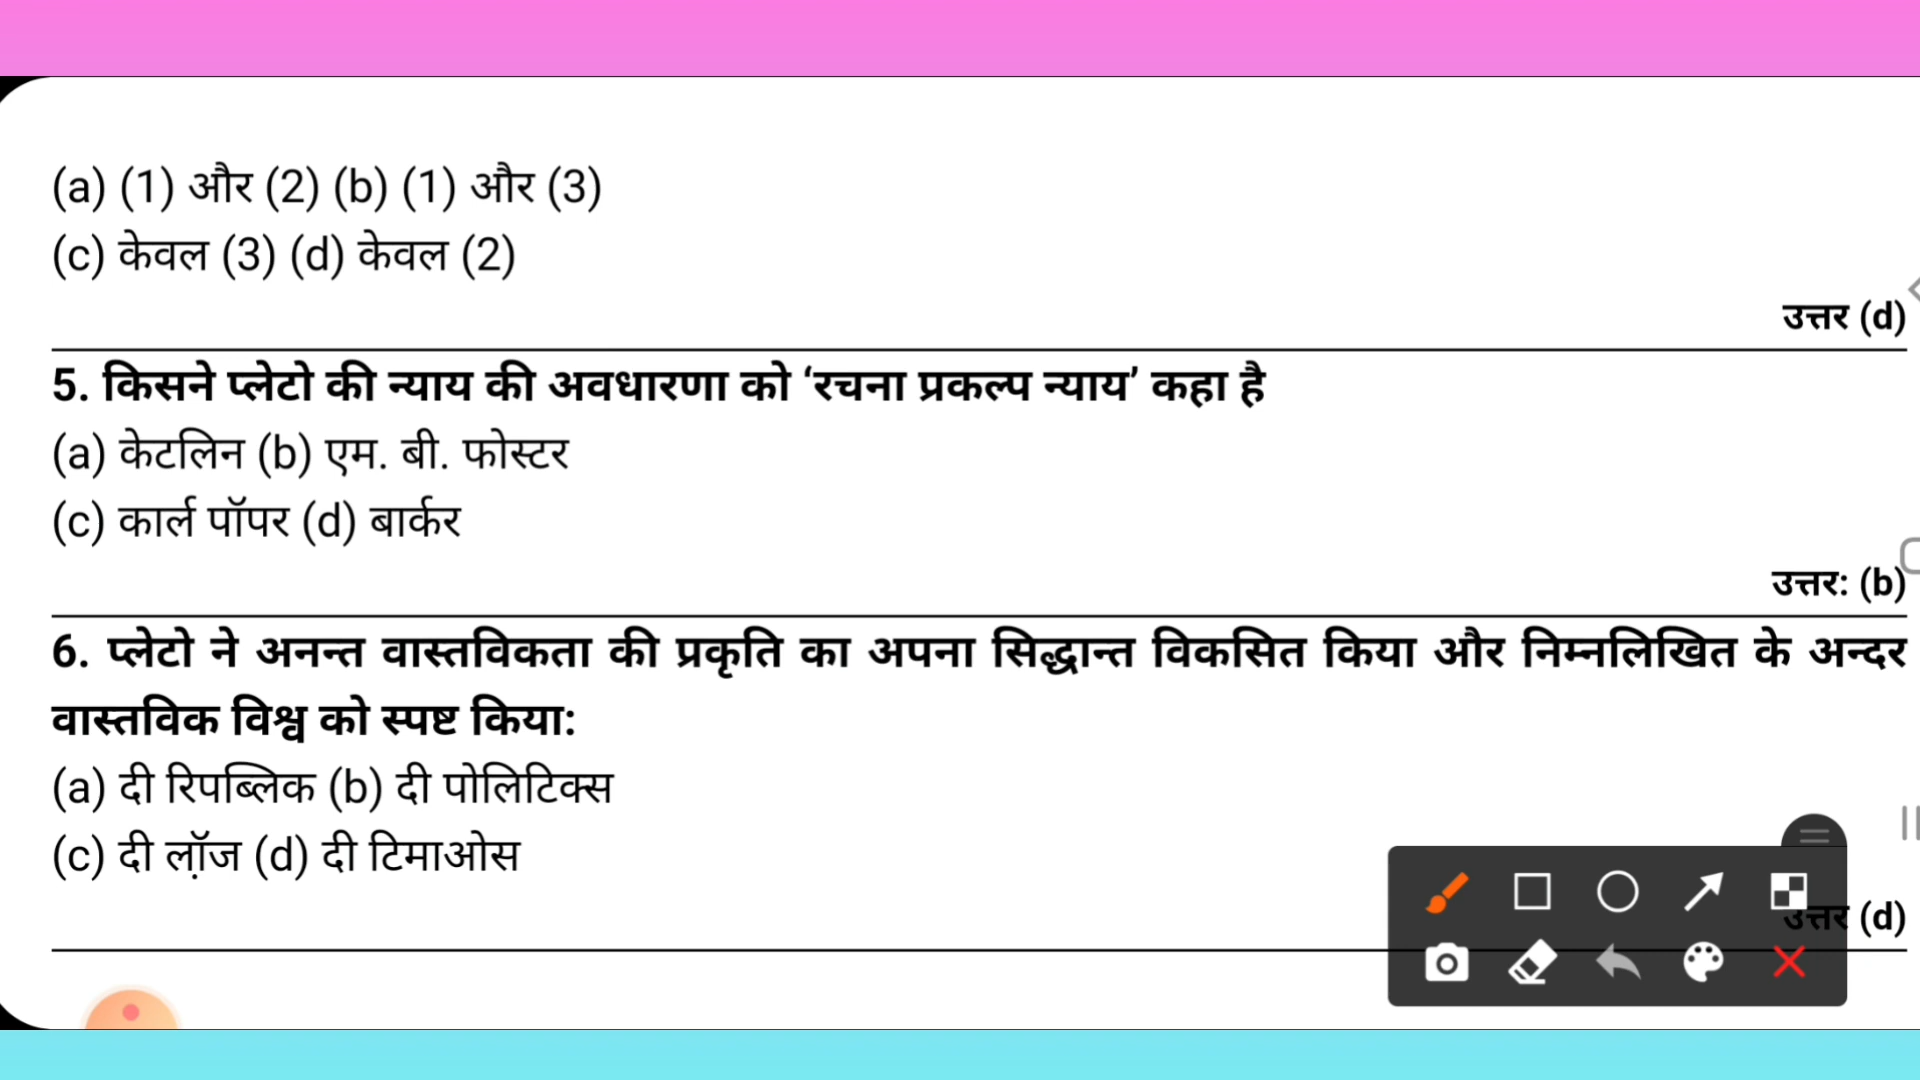 (a) (1) और (2) (b) (1) और (3)
(c) केवल (3) (d) केवल (2)
उत्तर (d)
5. किसने प्लेटो की न्याय की अवधारणा को ‘रचना प्रकल्प न्याय’ कहा है
(a) केटलिन (b) एम. बी. फोस्टर
(c) कार्ल पॉपर (d) बार्कर
उत्तर: (b)
6. प्लेटो ने अनन्त वास्तविकता की प्रकृति का अपना सिद्धान्त विकसित किया और निम्नलिखित के अन्दर
वास्तविक विश्व को स्पष्ट किया:
(a) दी रिपब्लिक (b) दी पोलिटिक्स
(c) दी लॉ़ज (d) दी टिमाओस
उत्तर (d)